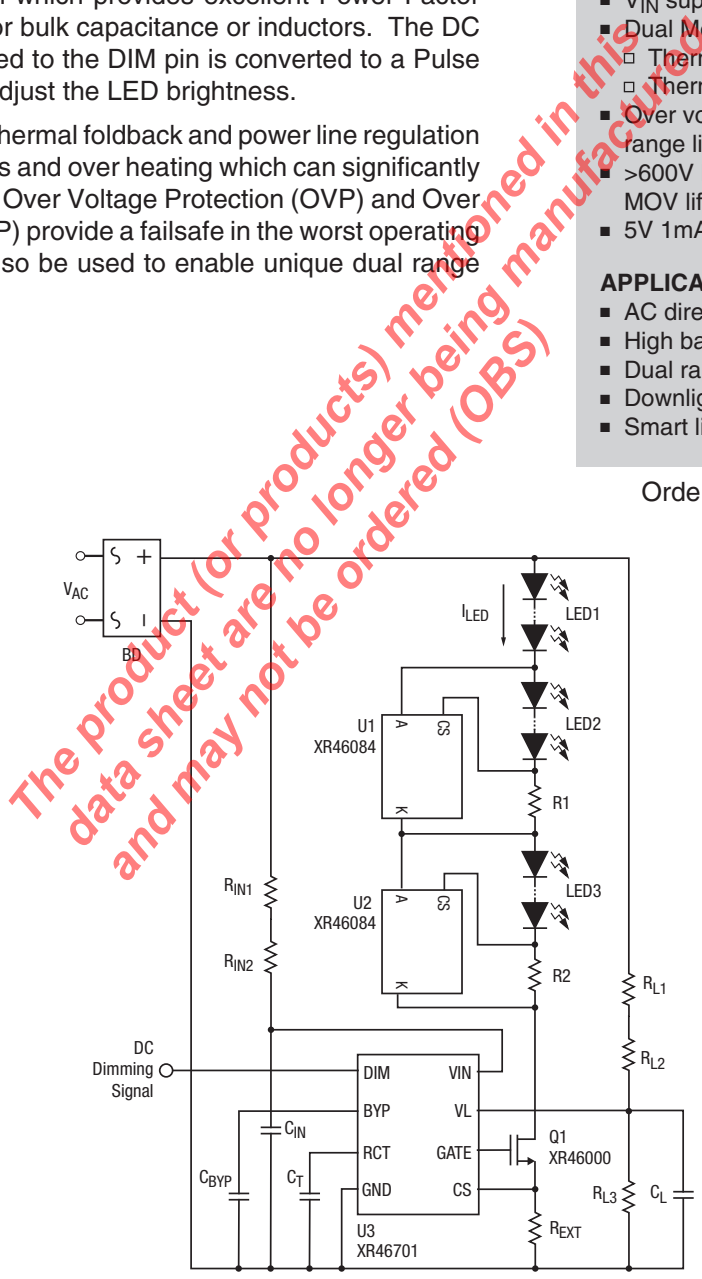 which provides excellent Power Factor
or bulk capacitance or inductors. The DC
ed to the DIM pin is converted to a Pulse
djust the LED brightness.
hermal foldback and power line regulation
s and over heating which can significantly
Over Voltage Protection (OVP) and Over
P) provide a failsafe in the worst operating
so be used to enable unique dual range
■ VIN sup
■ Dual Mo
□ Therm
□ Therm
■ Over vo
range li
■ >600V
MOV lif
■ 5V 1mA
APPLICA
■ AC dire
■ High ba
■ Dual ra
■ Downlig
■ Smart li
Orde
The product (or products) mentioned in this
data sheet are no longer being manufactured
and may not be ordered (OBS)
VAC
+
–
BD
ILED
LED1
A
CS
U1
XR46084
K
LED2
R1
A
CS
U2
XR46084
K
LED3
R2
RIN1
RIN2
RL1
RL2
DC
Dimming
Signal
DIM
VIN
BYP
VL
RCT
GATE
GND
CS
U3
XR46701
CIN
CBYP
CT
Q1
XR46000
REXT
RL3
CL